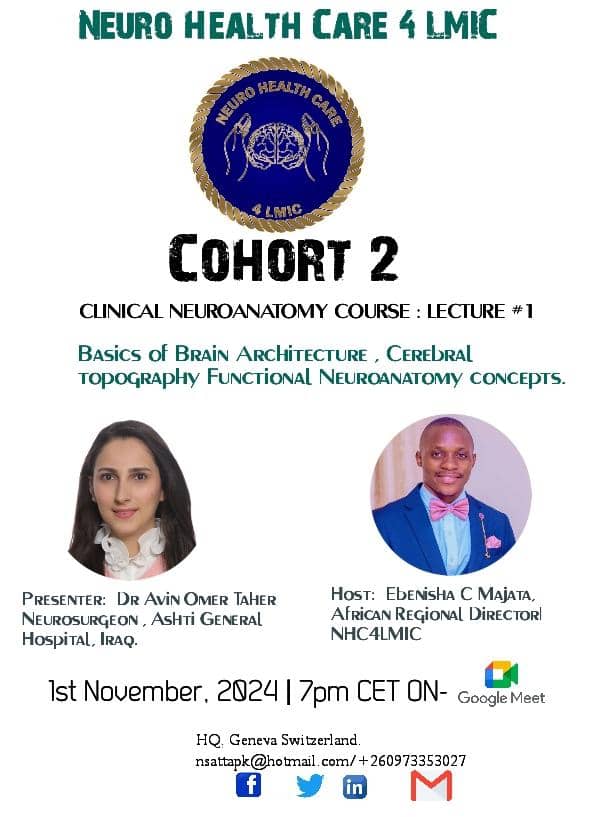 Neuro Health Care 4 LMIC
NEURO HEALTH CARE
4 LMIC
Cohort 2
CLINICAL NEUROANATOMY COURSE : LECTURE #1
Basics of Brain Architecture , Cerebral
topography Functional Neuroanatomy concepts.
Presenter: Dr Avin Omer Taher
Neurosurgeon , Ashti General
Hospital, Iraq.
Host: Ebenisha C Majata,
African Regional Director|
NHC4LMIC
1st November, 2024 | 7pm CET ON- Google Meet
HQ, Geneva Switzerland.
nsattapk@hotmail.com/+260973353027